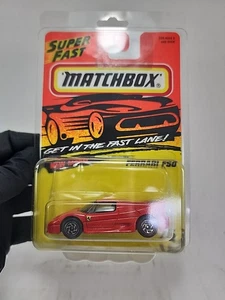 SUPER
FAST
MATCHBOX
GET IN THE FAST LANE!
FERRARI F50